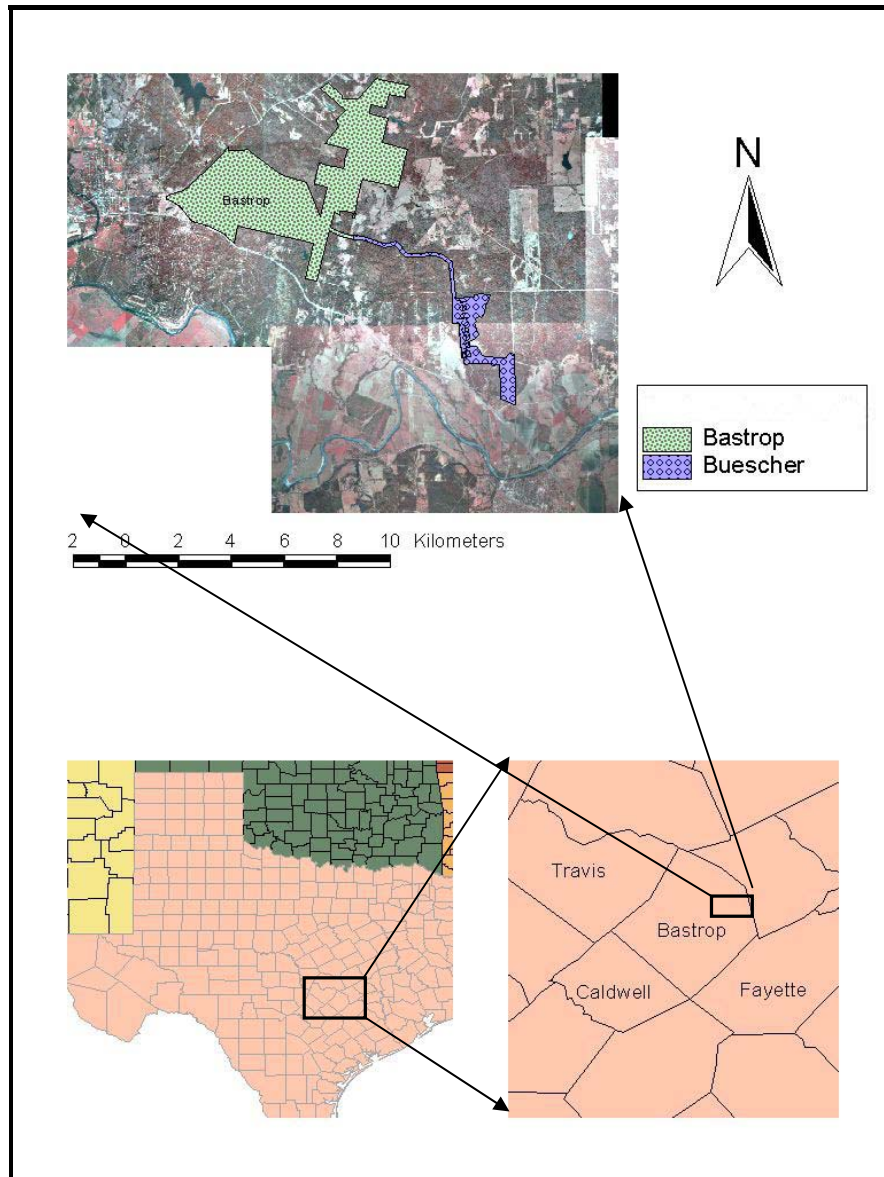 N
Bastrop
Bastrop
Buescher
2 0 2 4 6 8 10 Kilometers
Travis
Bastrop
Caldwell
Fayette